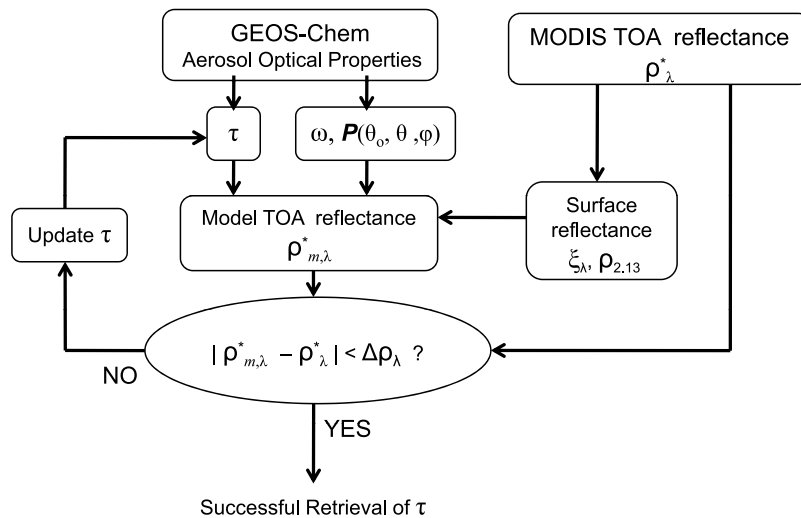 GEOS-Chem
Aerosol Optical Properties
MODIS TOA reflectance
ρ*λ
τ
ω, P(θo, θ ,φ)
Update τ
Model TOA reflectance
ρ*m,λ
Surface
reflectance
ξλ, ρ2.13
| ρ*m,λ – ρ*λ | < Δρλ ?
NO
YES
Successful Retrieval of τ